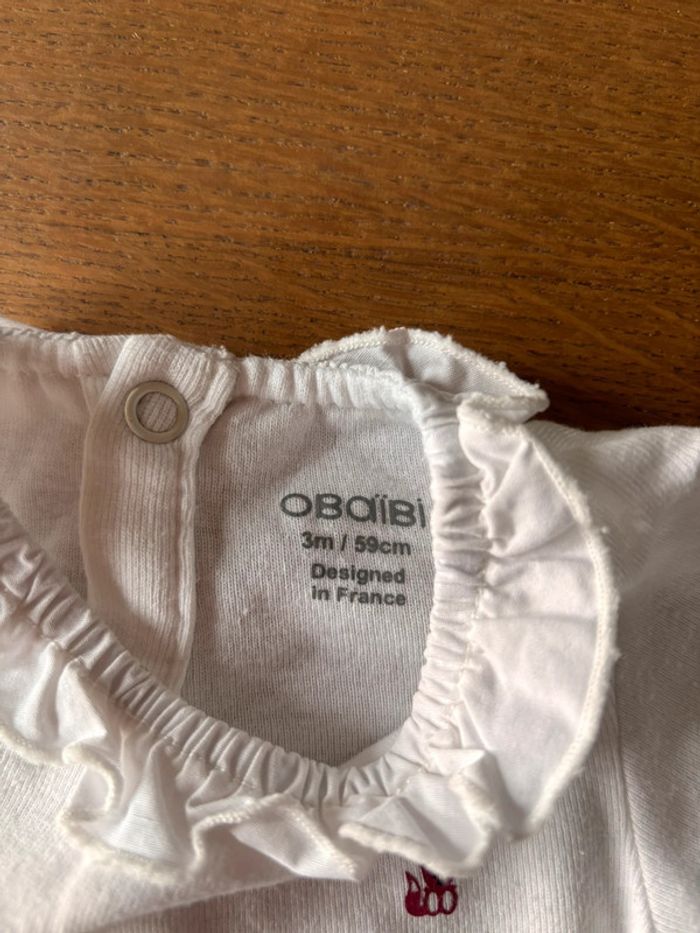 OBaïBi
3m / 59cm
Designed
in France